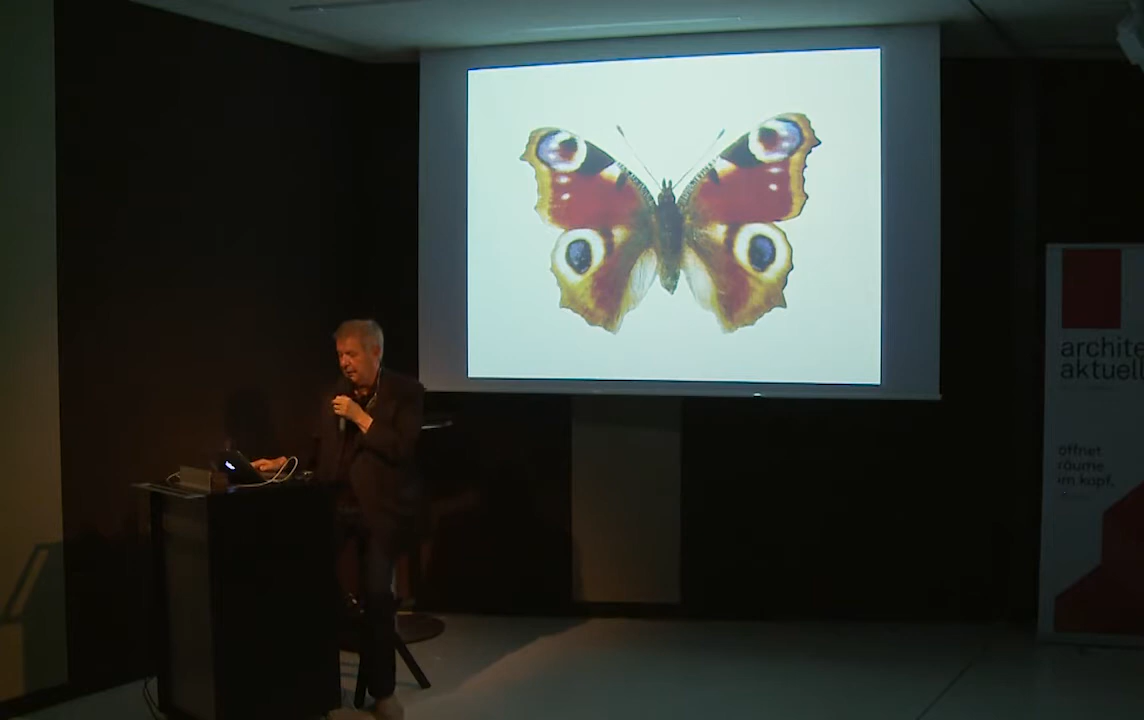 archite
aktuell
öffnet
räume
im kopf.